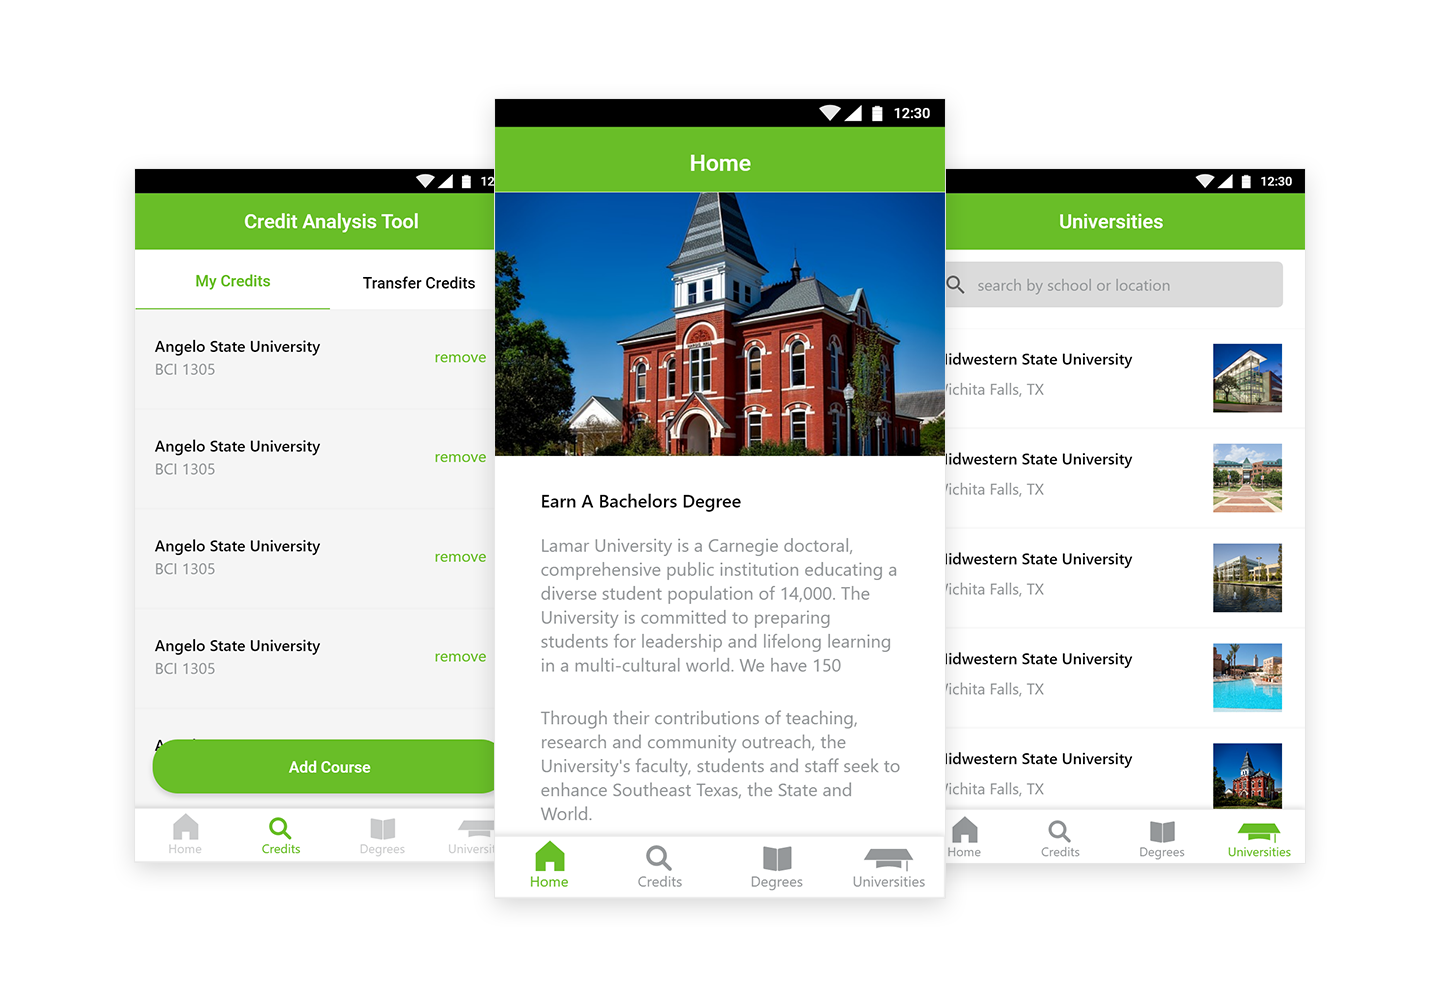 12
Credit Analysis Tool
My Credits
Transfer Credits
Angelo State University
BCI 1305
remove
Angelo State University
BCI 1305
remove
Angelo State University
BCI 1305
remove
Angelo State University
BCI 1305
remove
Add Course
Home
Credits
Degrees
Universit
12:30
Home
Earn A Bachelors Degree
Lamar University is a Carnegie doctoral,
comprehensive public institution educating a
diverse student population of 14,000. The
University is committed to preparing
students for leadership and lifelong learning
in a multi-cultural world. We have 150
Through their contributions of teaching,
research and community outreach, the
University's faculty, students and staff seek to
enhance Southeast Texas, the State and
World.
Home
Credits
Degrees
Universities
12:30
Universities
search by school or location
idwestern State University
ichita Falls, TX
idwestern State University
ichita Falls, TX
idwestern State University
ichita Falls, TX
idwestern State University
ichita Falls, TX
idwestern State University
ichita Falls, TX
Home
Credits
Degrees
Universities